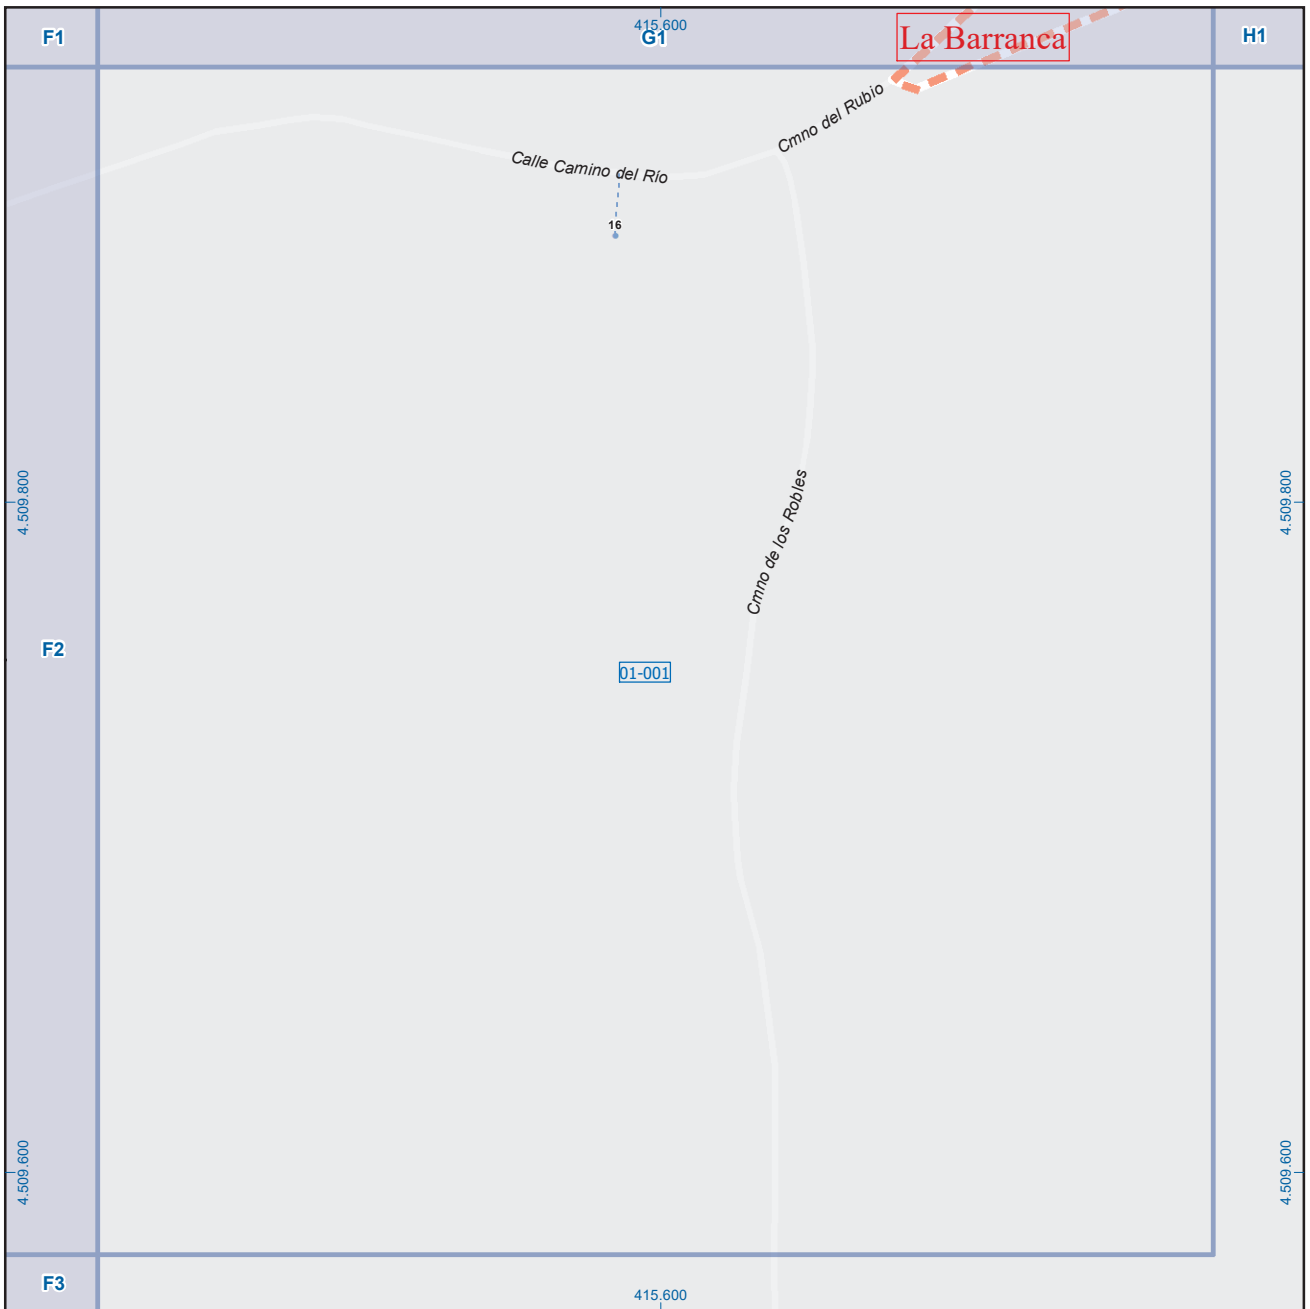 415.600
F1
G1
La Barranca
H1
Cmno del Rubio
Calle Camino del Río
16
4.509.800
4.509.800
Cmno de los Robles
F2
01-001
4.509.600
4.509.600
F3
415.600